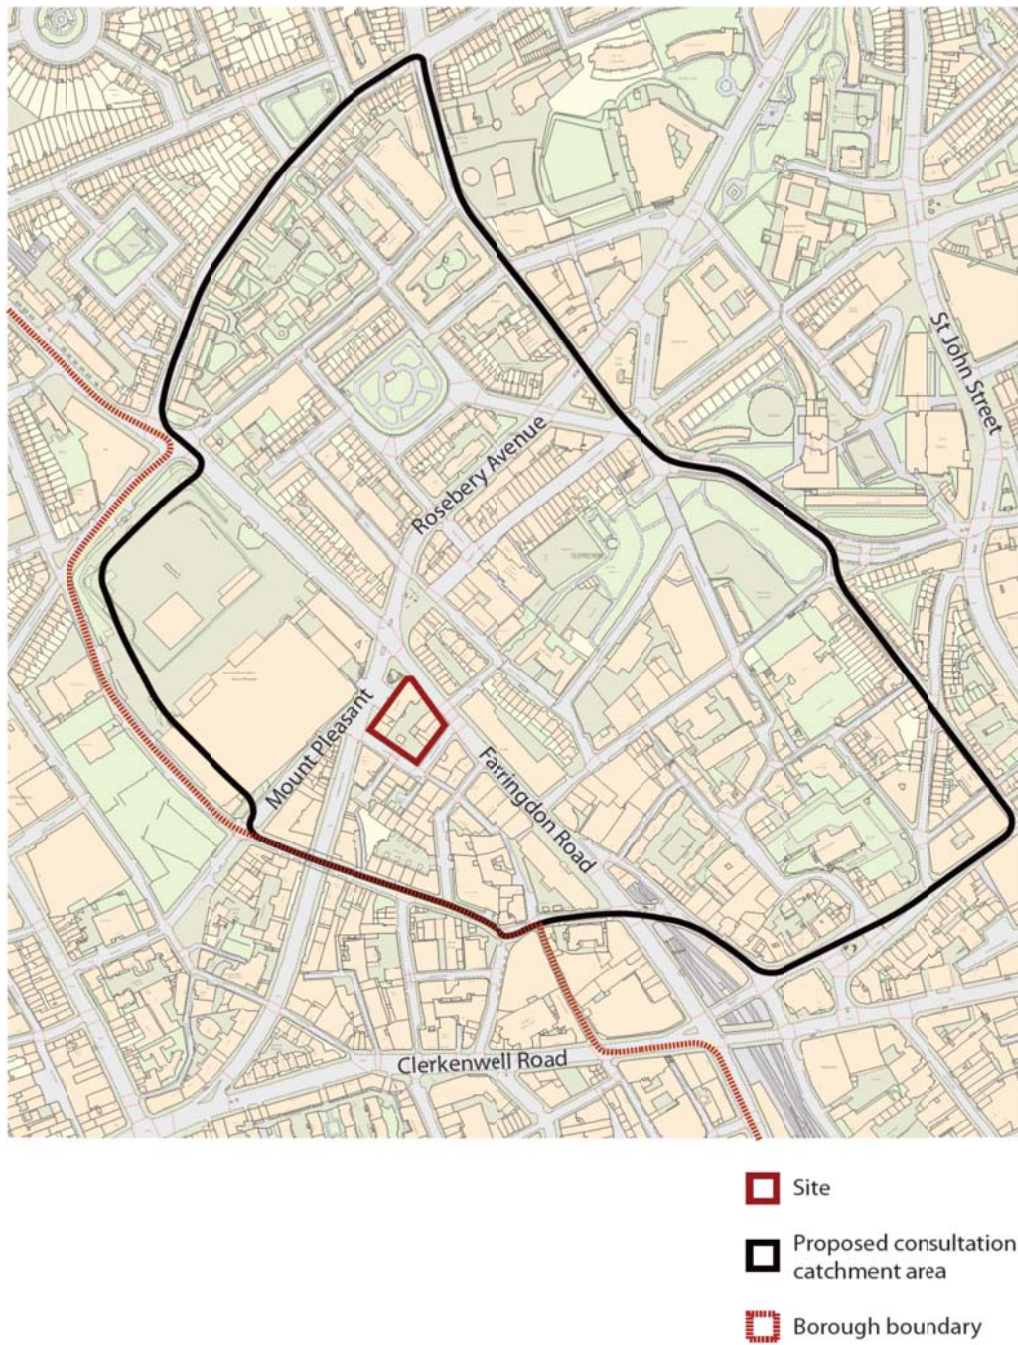 St John Street
Rosebery Avenue
Mount Pleasant
Farringdon Road
Clerkenwell Road
Site
Proposed consultation
catchment area
Borough boundary